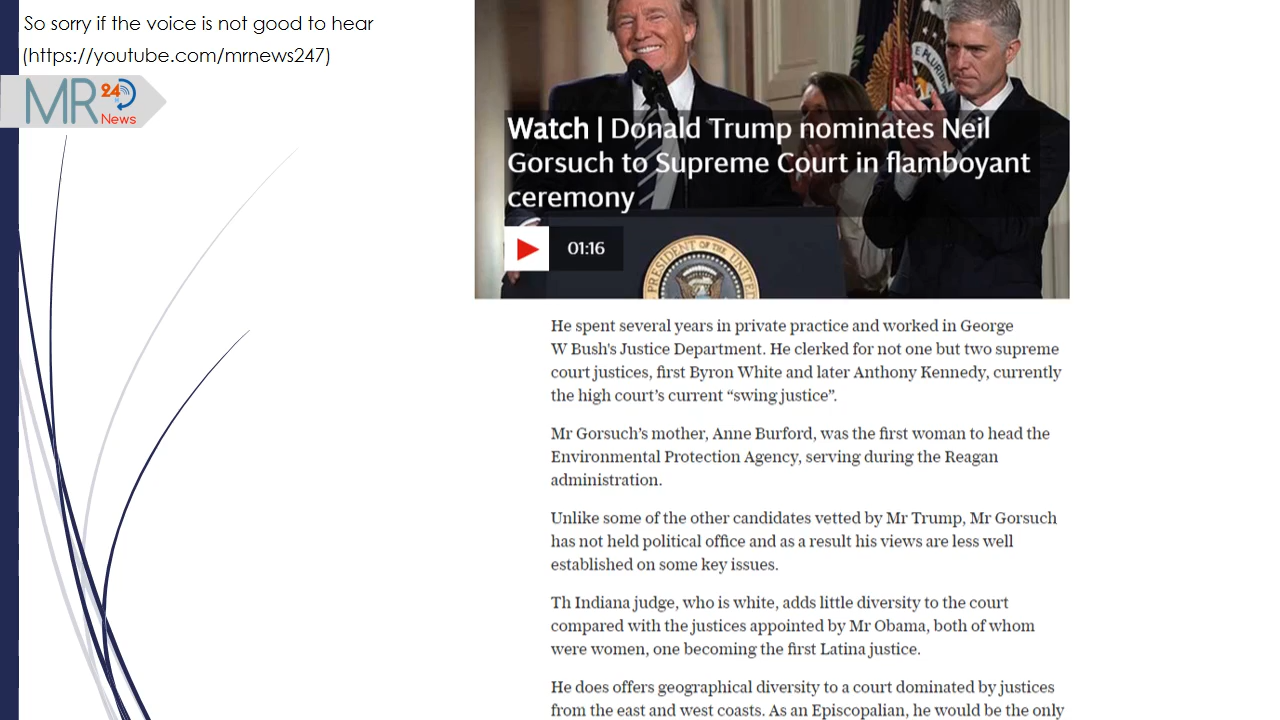 So sorry if the voice is not good to hear
(https://youtube.com/mrnews247)
MR 24
News
Watch | Donald Trump nominates Neil
Gorsuch to Supreme Court in flamboyant
ceremony
01:16
PRESIDENT OF THE UNITED
E PLURIBUS
He spent several years in private practice and worked in George
W Bush's Justice Department. He clerked for not one but two supreme
court justices, first Byron White and later Anthony Kennedy, currently
the high court's current “swing justice”.
Mr Gorsuch's mother, Anne Burford, was the first woman to head the
Environmental Protection Agency, serving during the Reagan
administration.
Unlike some of the other candidates vetted by Mr Trump, Mr Gorsuch
has not held political office and as a result his views are less well
established on some key issues.
Th Indiana judge, who is white, adds little diversity to the court
compared with the justices appointed by Mr Obama, both of whom
were women, one becoming the first Latina justice.
He does offers geographical diversity to a court dominated by justices
from the east and west coasts. As an Episcopalian, he would be the only